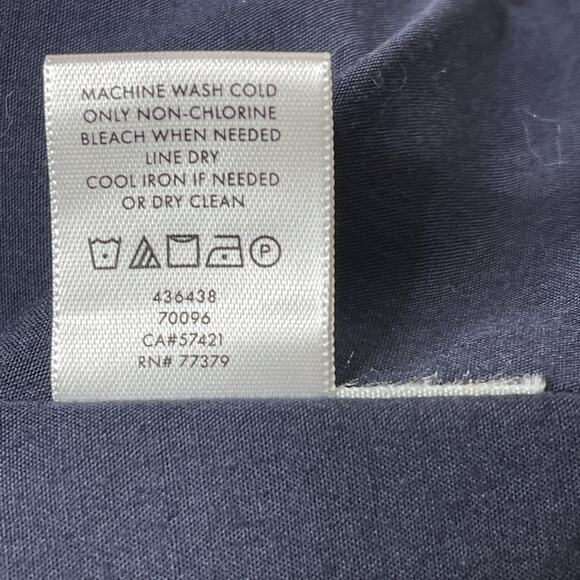 MACHINE WASH COLD
ONLY NON-CHLORINE
BLEACH WHEN NEEDED
LINE DRY
COOL IRON IF NEEDED
OR DRY CLEAN
P
436438
70096
CA#57421
RN# 77379